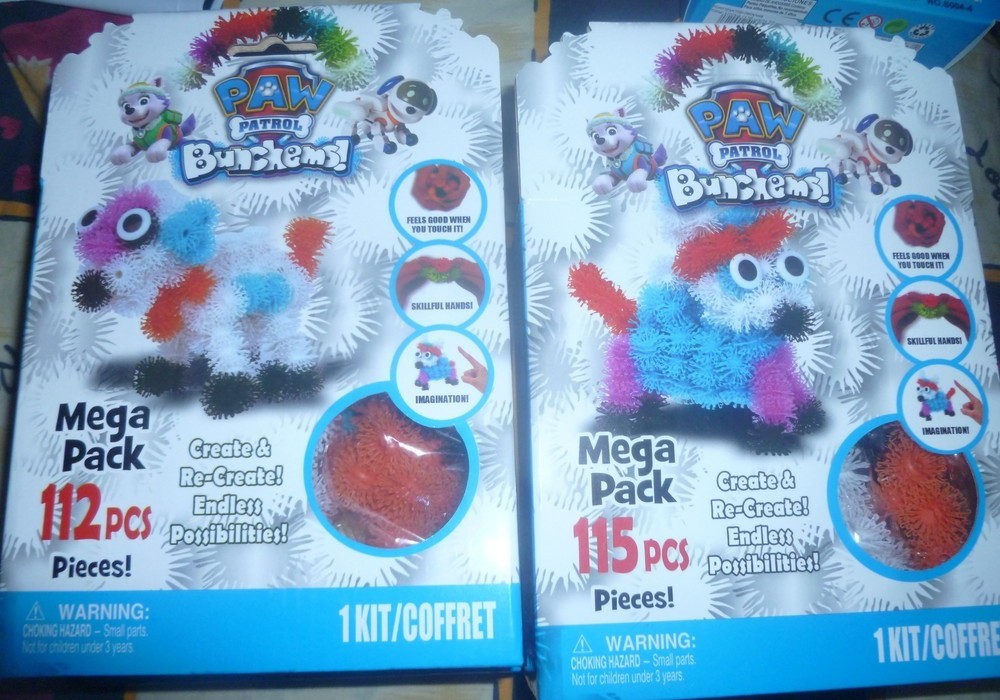 PAW
PATROL
Bunchems!
FEELS GOOD WHEN
YOU TOUCH IT!
SKILLFUL HANDS!
IMAGINATION!
Mega
Pack
112 PCS
Pieces!
Create &
Re-Create!
Endless
Possibilities!
WARNING:
CHOKING HAZARD – Small parts.
Not for children under 3 years.
1 KIT/COFFRET
PAW
PATROL
Bunchems!
FEELS GOOD WHEN
YOU TOUCH IT!
SKILLFUL HANDS!
IMAGINATION!
Mega
Pack
115 PCS
Pieces!
Create &
Re-Create!
Endless
Possibilities!
WARNING:
CHOKING HAZARD – Small parts.
Not for children under 3 years.
1 KIT/COFFRE
CE